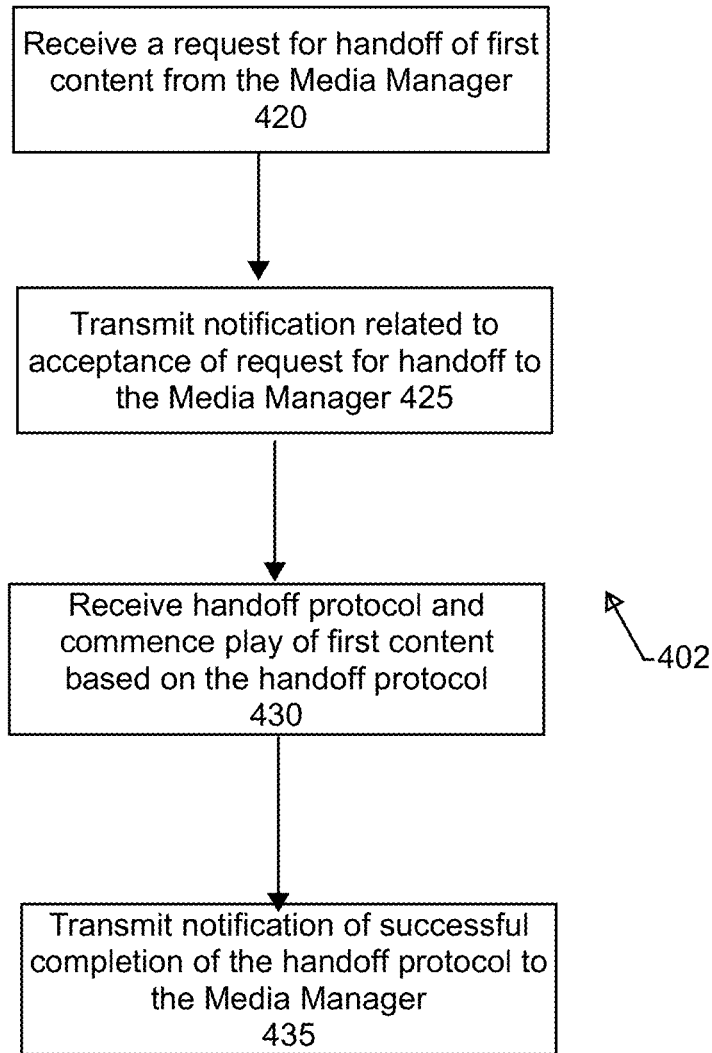 Receive a request for handoff of first
content from the Media Manager
420
Transmit notification related to
acceptance of request for handoff to
the Media Manager 425
Receive handoff protocol and
commence play of first content
based on the handoff protocol
430
402
Transmit notification of successful
completion of the handoff protocol to
the Media Manager
435